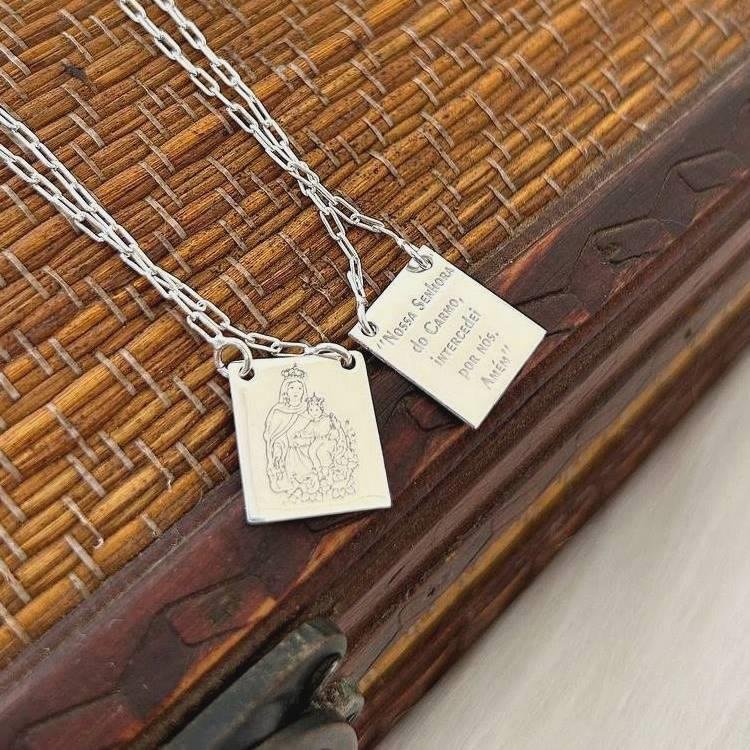 "Nossa Senhora
do Carmo,
intercedei
por nós.
Amém"